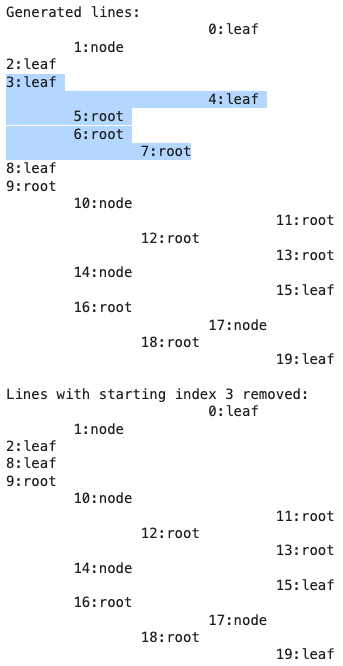 Generated lines:
                        0:leaf
        1:node
2:leaf
3:leaf
                        4:leaf
        5:root
        6:root
                7:root
8:leaf
9:root
        10:node
                                11:root
                12:root
                                13:root
        14:node
                                15:leaf
        16:root
                        17:node
                18:root
                                19:leaf

Lines with starting index 3 removed:
                        0:leaf
        1:node
2:leaf
8:leaf
9:root
        10:node
                                11:root
                12:root
                                13:root
        14:node
                                15:leaf
        16:root
                        17:node
                18:root
                                19:leaf